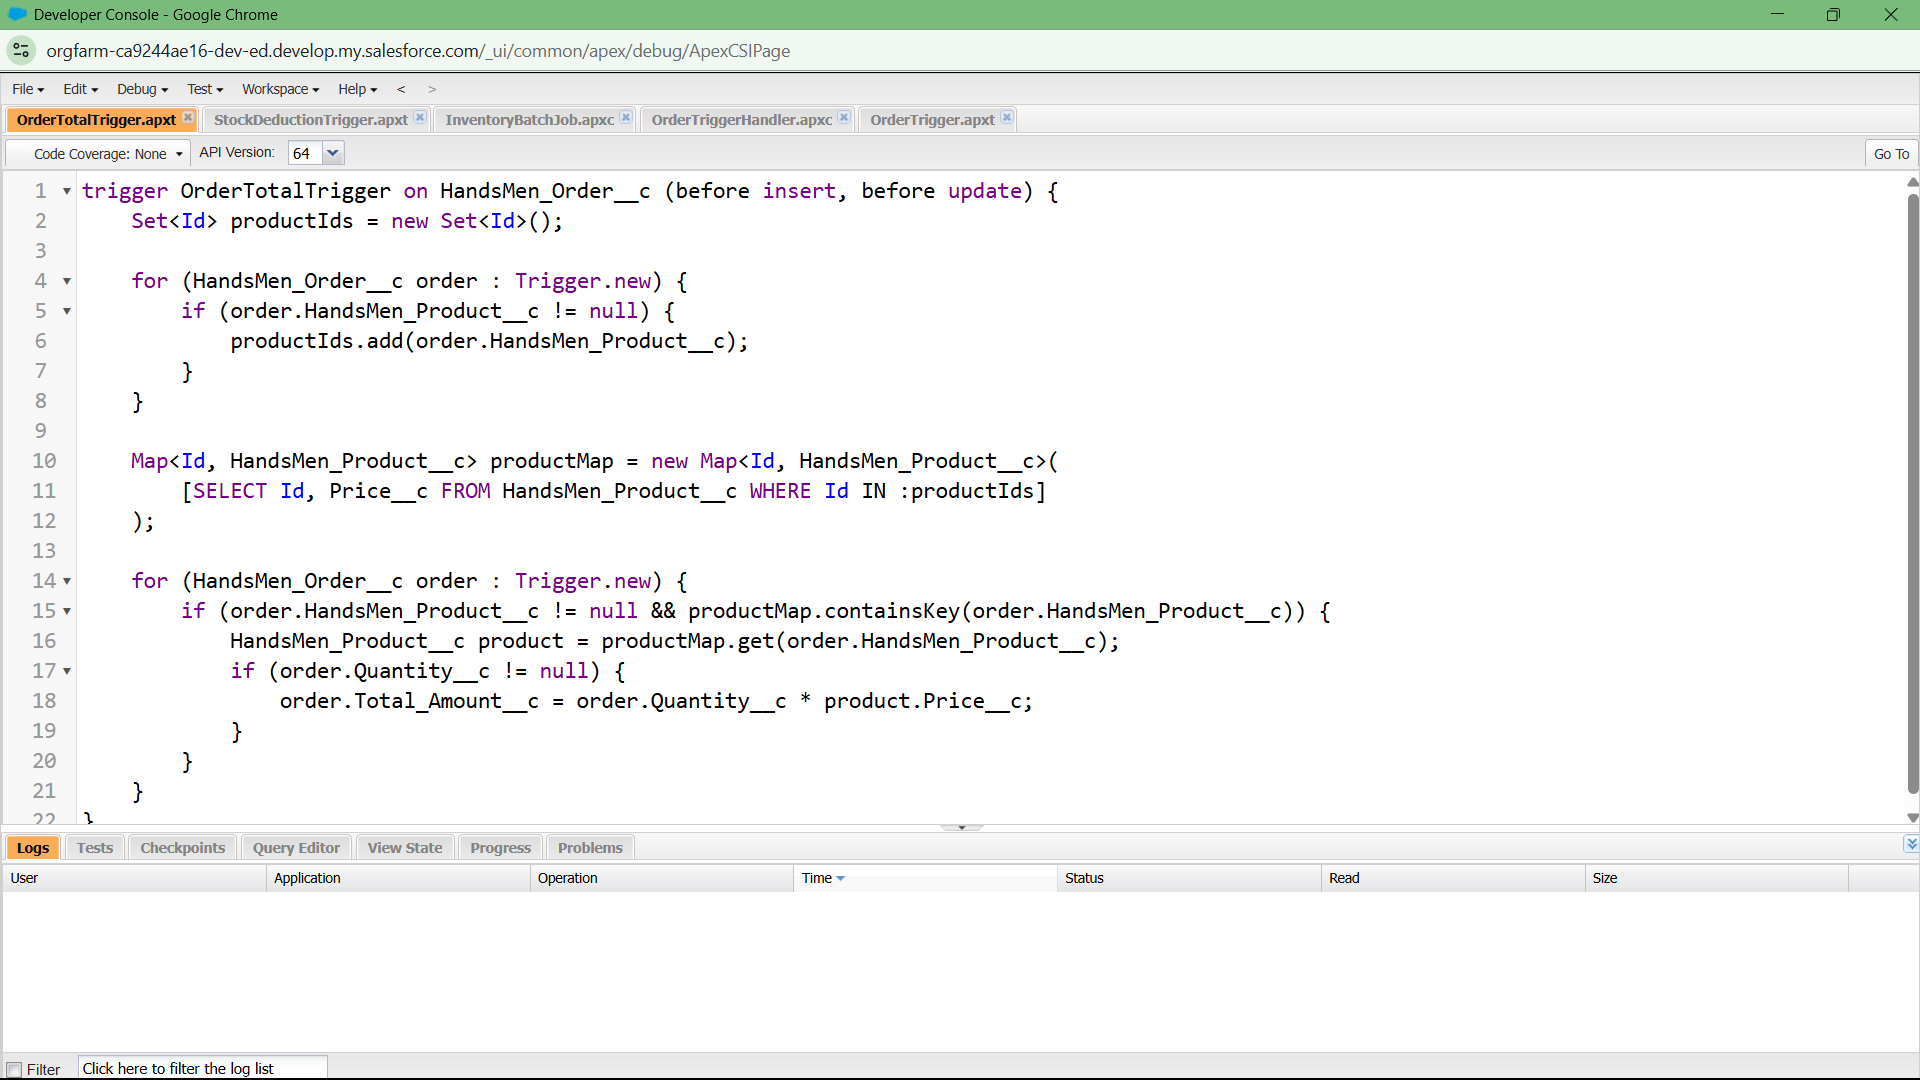 Developer Console - Google Chrome
orgfarm-ca9244ae16-dev-ed.develop.my.salesforce.com/_ui/common/apex/debug/ApexCSIPage
File Edit Debug Test Workspace Help < >
OrderTotalTrigger.apxt StockDeductionTrigger.apxt InventoryBatchJob.apxc OrderTriggerHandler.apxc OrderTrigger.apxt
Code Coverage: None API Version: 64 Go To
1 trigger OrderTotalTrigger on HandsMen_Order__c (before insert, before update) {
2     Set<Id> productIds = new Set<Id>();
3
4     for (HandsMen_Order__c order : Trigger.new) {
5         if (order.HandsMen_Product__c != null) {
6             productIds.add(order.HandsMen_Product__c);
7         }
8     }
9
10     Map<Id, HandsMen_Product__c> productMap = new Map<Id, HandsMen_Product__c>(
11         [SELECT Id, Price__c FROM HandsMen_Product__c WHERE Id IN :productIds]
12     );
13
14     for (HandsMen_Order__c order : Trigger.new) {
15         if (order.HandsMen_Product__c != null && productMap.containsKey(order.HandsMen_Product__c)) {
16             HandsMen_Product__c product = productMap.get(order.HandsMen_Product__c);
17             if (order.Quantity__c != null) {
18                 order.Total_Amount__c = order.Quantity__c * product.Price__c;
19             }
20         }
21     }
22 }
Logs Tests Checkpoints Query Editor View State Progress Problems
User Application Operation Time Status Read Size
Filter Click here to filter the log list